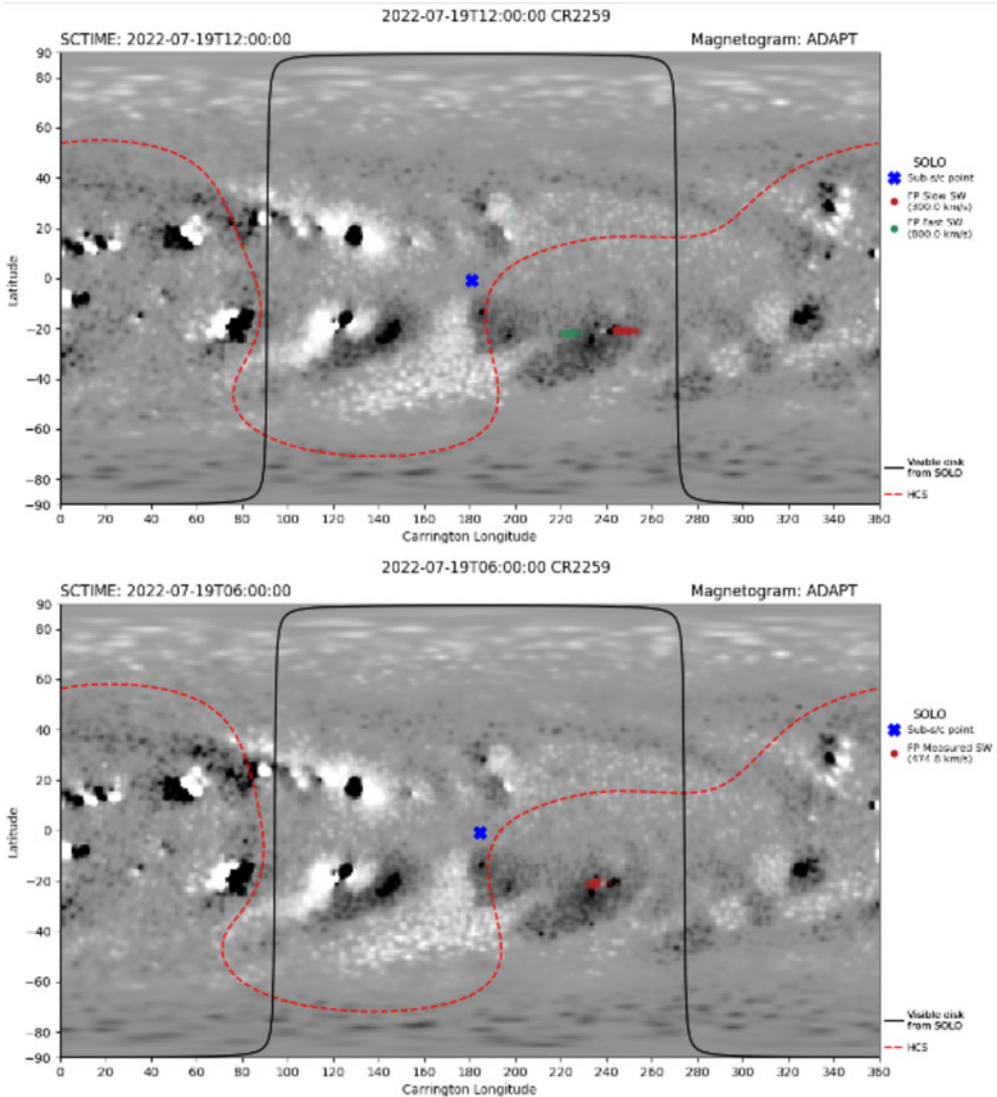 2022-07-19T12:00:00 CR2259
SCTIME: 2022-07-19T12:00:00 Magnetogram: ADAPT
90
80
60
40
20
0
−20
−40
−60
−80
−90
Latitude
0 20 40 60 80 100 120 140 160 180 200 220 240 260 280 300 320 340 360
Carrington Longitude
SOLO
Sub-s/c point
FP Slow SW
(300.0 km/s)
FP Fast SW
(800.0 km/s)
Visible disk
from SOLO
HCS
2022-07-19T06:00:00 CR2259
SCTIME: 2022-07-19T06:00:00 Magnetogram: ADAPT
90
80
60
40
20
0
−20
−40
−60
−80
−90
Latitude
0 20 40 60 80 100 120 140 160 180 200 220 240 260 280 300 320 340 360
Carrington Longitude
SOLO
Sub-s/c point
FP Measured SW
(474.8 km/s)
Visible disk
from SOLO
HCS